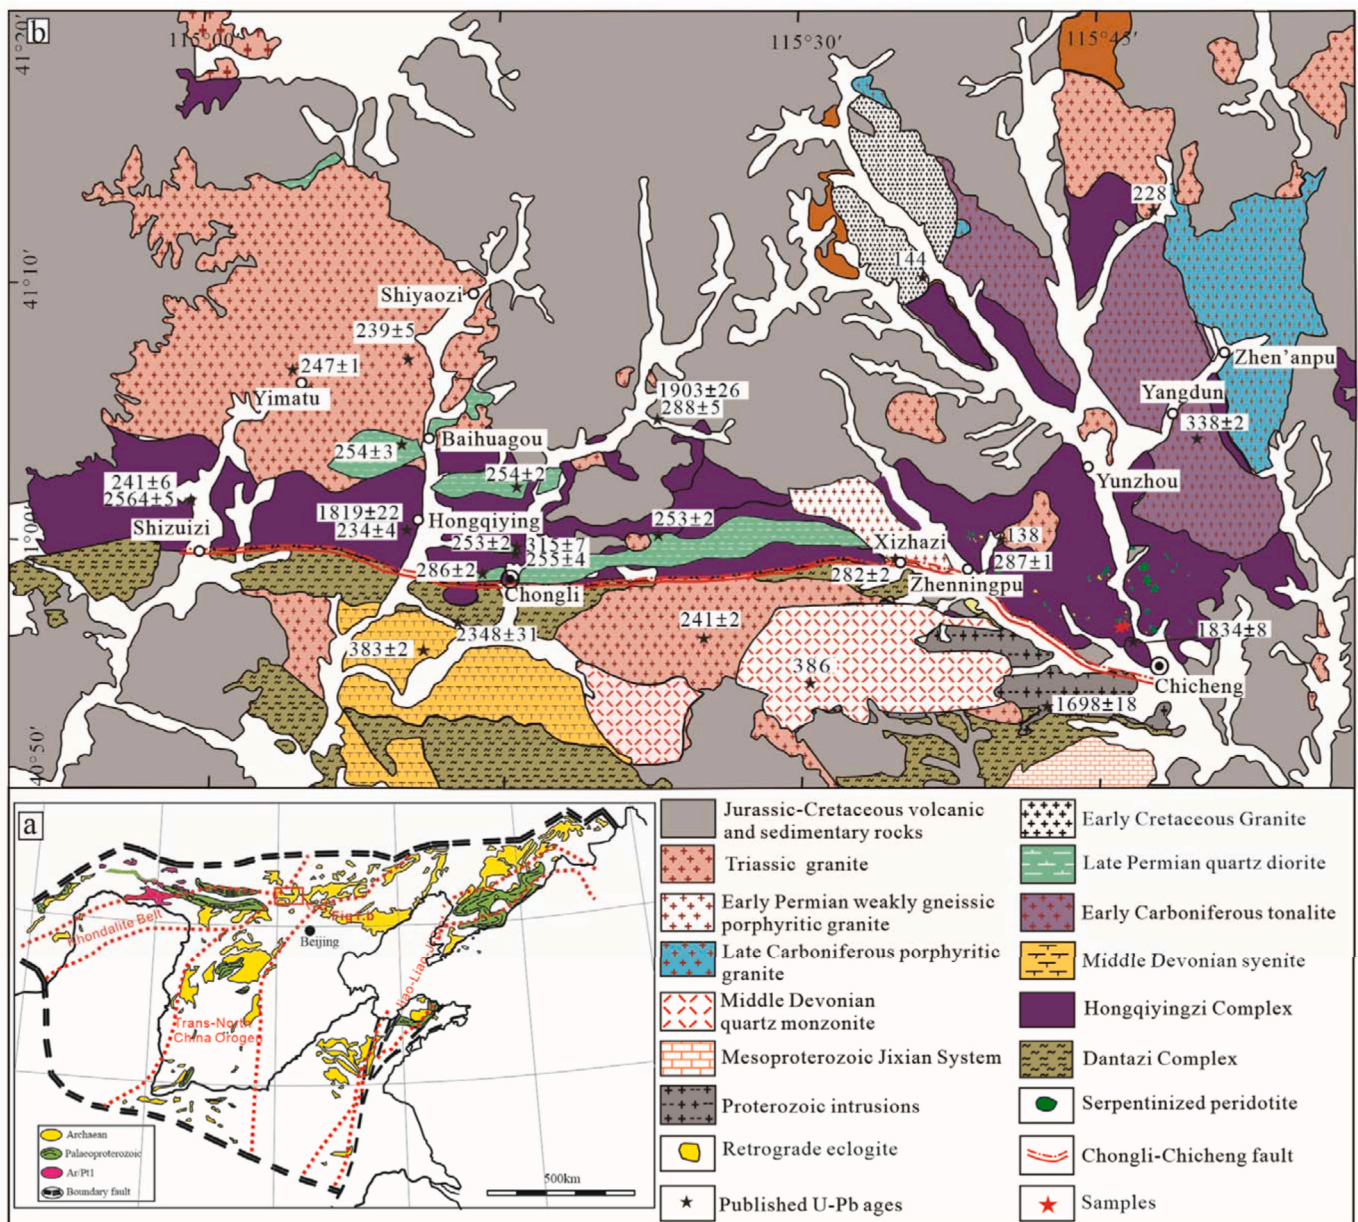 b
115°00'
115°30'
115°45'
41°20'
41°10'
41°00'
40°50'
228
144
Shiyaozi
239±5
247±1
Yimatu
Zhen'anpu
Yangdun
338±2
1903±26
288±5
Baihuagou
254±3
254±2
Yunzhou
241±6
2564±5
Shizuizi
1819±22
234±4
Hongqiying
253±2
315±7
255±4
253±2
Xizhazi
138
287±1
286±2
Chongli
282±2
Zhenningpu
2348±31
241±2
1834±8
383±2
386
Chicheng
1698±18
a
Khondalite Belt
Fig1.b
Beijing
Trans-North
China Orogen
Archaean
Palaeoproterozoic
Ar/Pt1
Boundary fault
500km
Jurassic-Cretaceous volcanic
and sedimentary rocks
Triassic granite
Early Permian weakly gneissic
porphyritic granite
Late Carboniferous porphyritic
granite
Middle Devonian
quartz monzonite
Mesoproterozoic Jixian System
Proterozoic intrusions
Retrograde eclogite
Published U-Pb ages
Early Cretaceous Granite
Late Permian quartz diorite
Early Carboniferous tonalite
Middle Devonian syenite
Hongqiyingzi Complex
Dantazi Complex
Serpentinized peridotite
Chongli-Chicheng fault
Samples